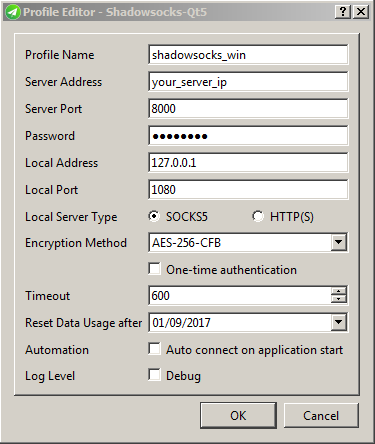 Profile Editor - Shadowsocks-Qt5
Profile Name shadowsocks_win
Server Address your_server_ip
Server Port 8000
Password ●●●●●●●●
Local Address 127.0.0.1
Local Port 1080
Local Server Type SOCKS5 HTTP(S)
Encryption Method AES-256-CFB
One-time authentication
Timeout 600
Reset Data Usage after 01/09/2017
Automation Auto connect on application start
Log Level Debug
OK Cancel